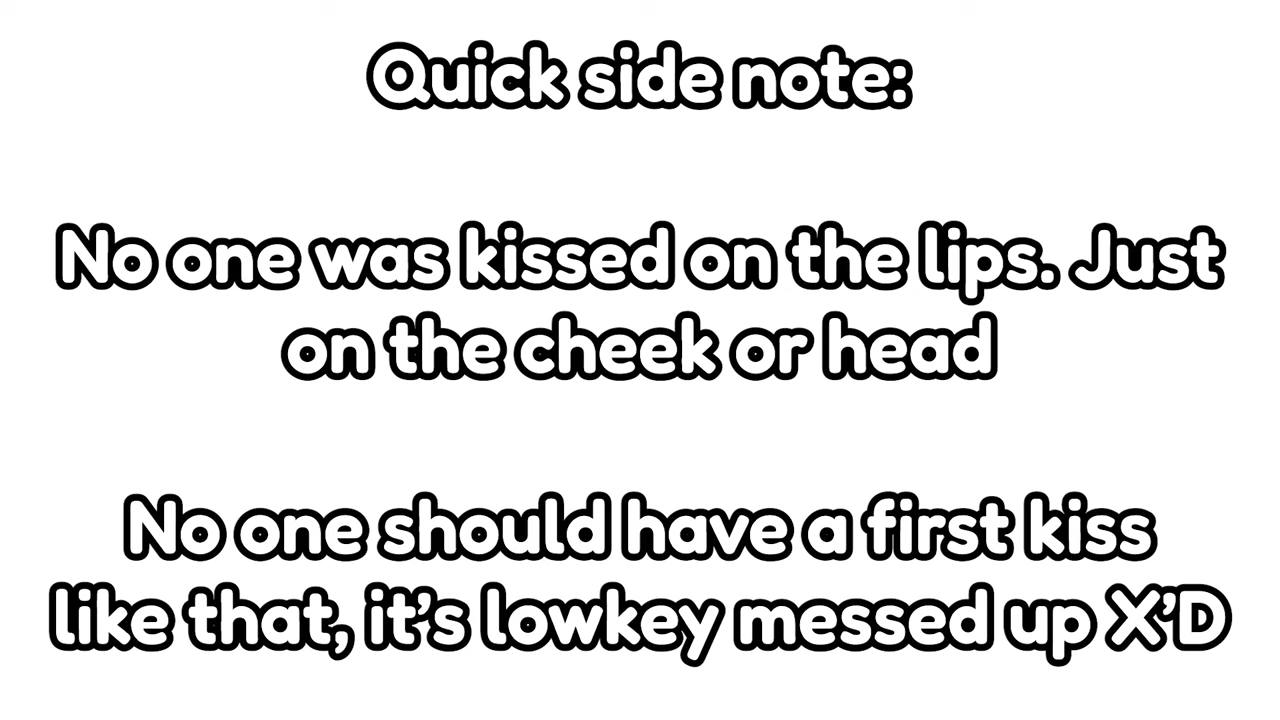 Quick side note:
No one was kissed on the lips. Just
on the cheek or head
No one should have a first kiss
like that, it’s lowkey messed up X’D